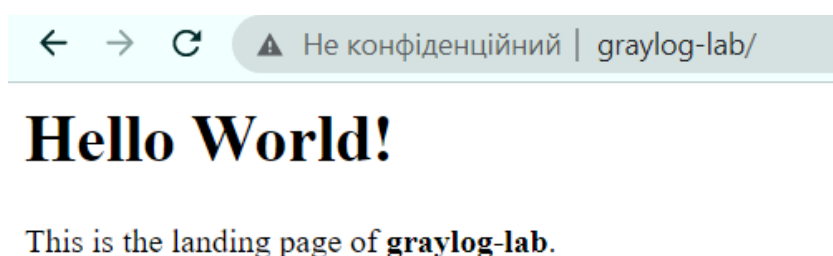 Не конфіденційний | graylog-lab/
Hello World!
This is the landing page of graylog-lab.